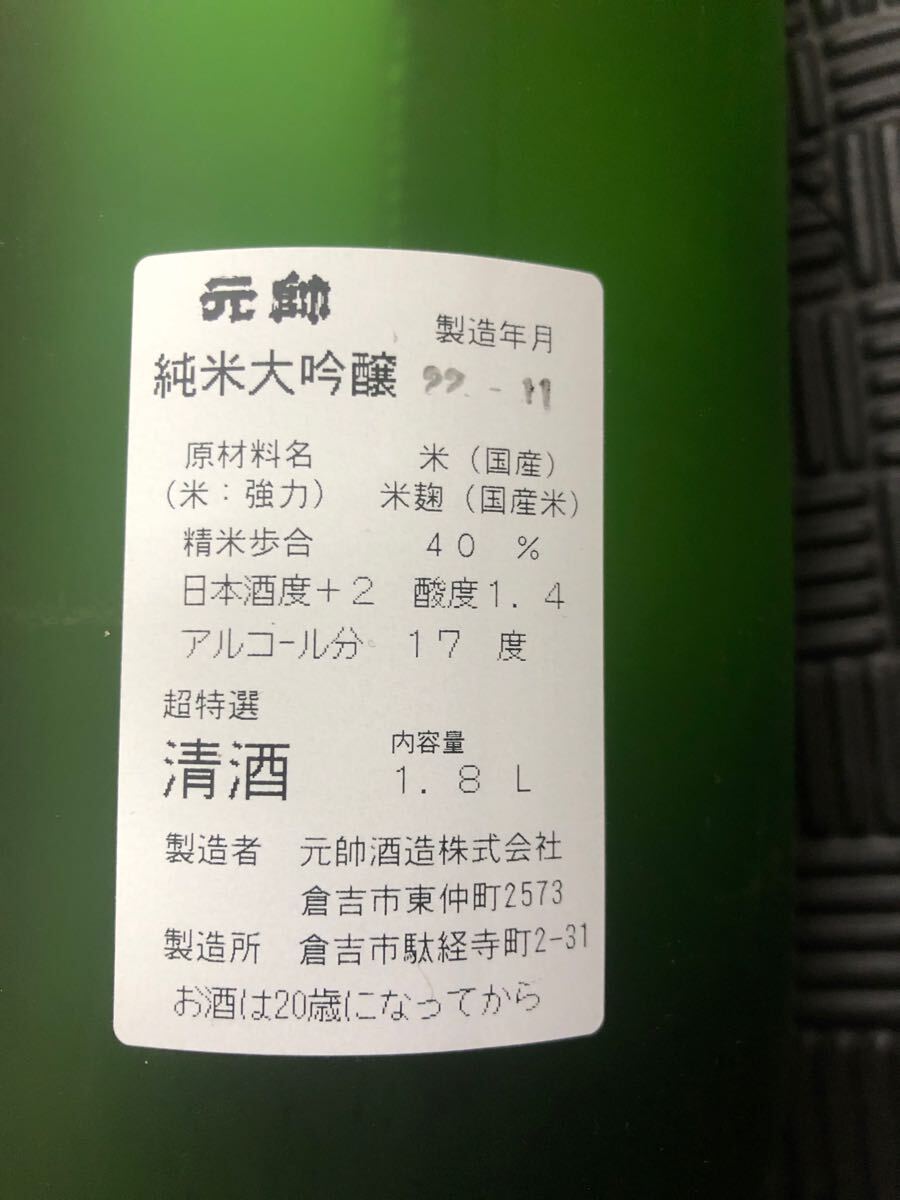 元帥
製造年月
純米大吟醸 22. - 11
原材料名 米（国産）
（米：強力） 米麹（国産米）
精米歩合 40 %
日本酒度＋2 酸度1.4
アルコール分 17 度
超特選
清酒
内容量
1.8 L
製造者 元帥酒造株式会社
倉吉市東仲町2573
製造所 倉吉市駄経寺町2-31
お酒は20歳になってから